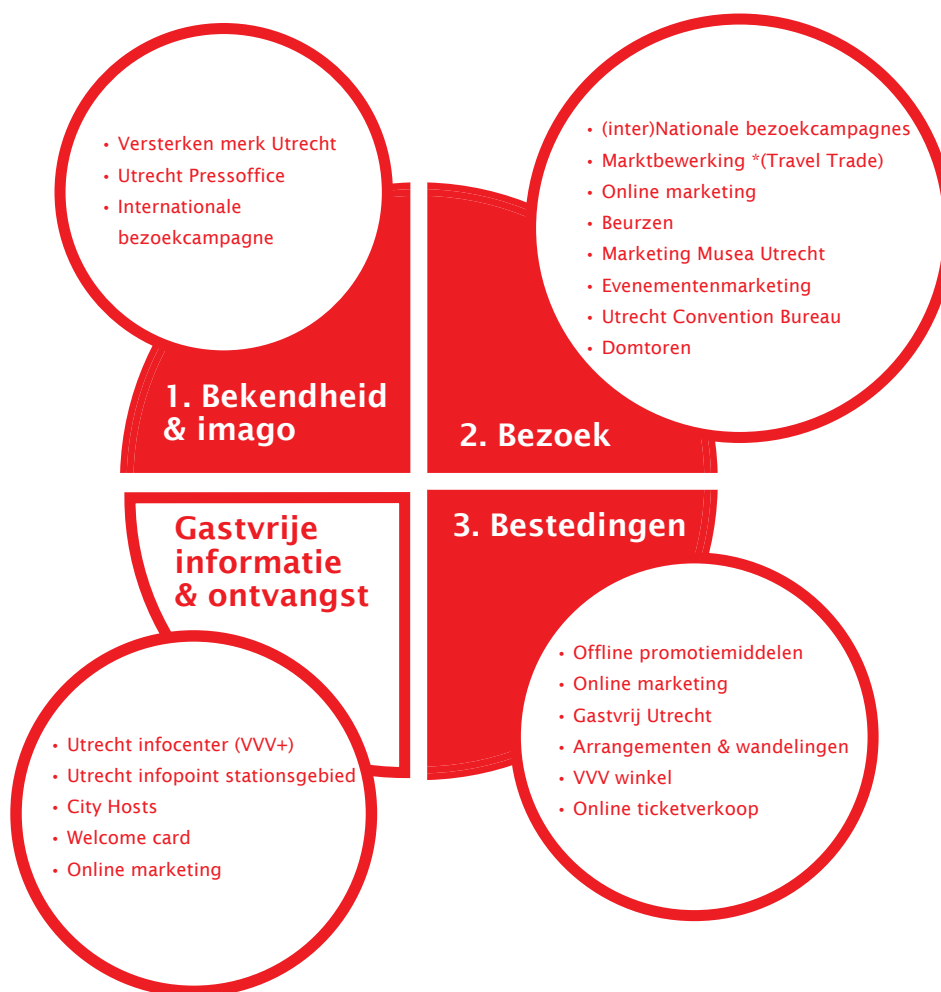 • Versterken merk Utrecht
• Utrecht Pressoffice
• Internationale
bezoekcampagne
1. Bekendheid
& imago
• (inter)Nationale bezoekcampagnes
• Marktbewerking *(Travel Trade)
• Online marketing
• Beurzen
• Marketing Musea Utrecht
• Evenementenmarketing
• Utrecht Convention Bureau
• Domtoren
2. Bezoek
Gastvrije
informatie
& ontvangst
• Utrecht infocenter (VVV+)
• Utrecht infopoint stationsgebied
• City Hosts
• Welcome card
• Online marketing
3. Bestedingen
• Offline promotiemiddelen
• Online marketing
• Gastvrij Utrecht
• Arrangementen & wandelingen
• VVV winkel
• Online ticketverkoop